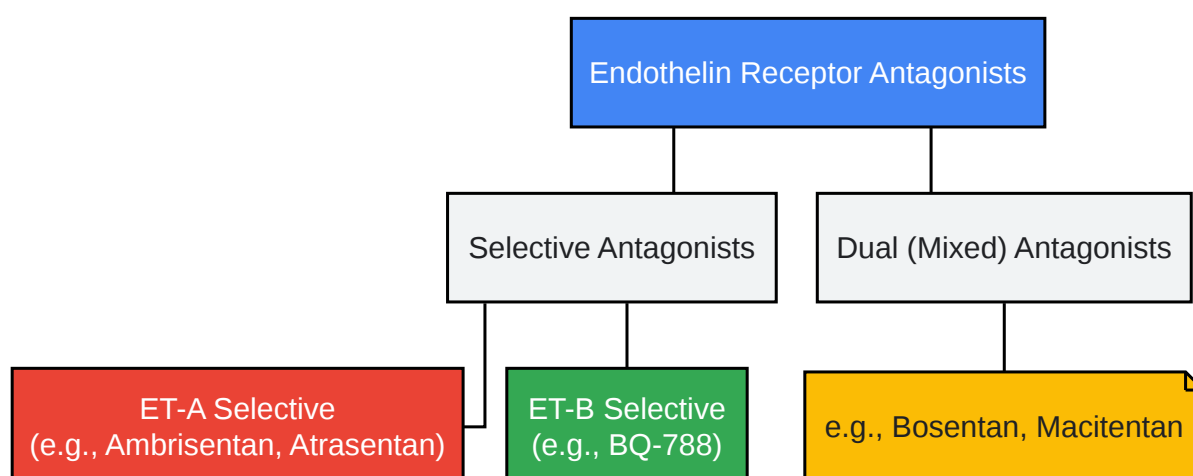 Endothelin Receptor Antagonists
Selective Antagonists
Dual (Mixed) Antagonists
ET-A Selective
(e.g., Ambrisentan, Atrasentan)
ET-B Selective
(e.g., BQ-788)
e.g., Bosentan, Macitentan